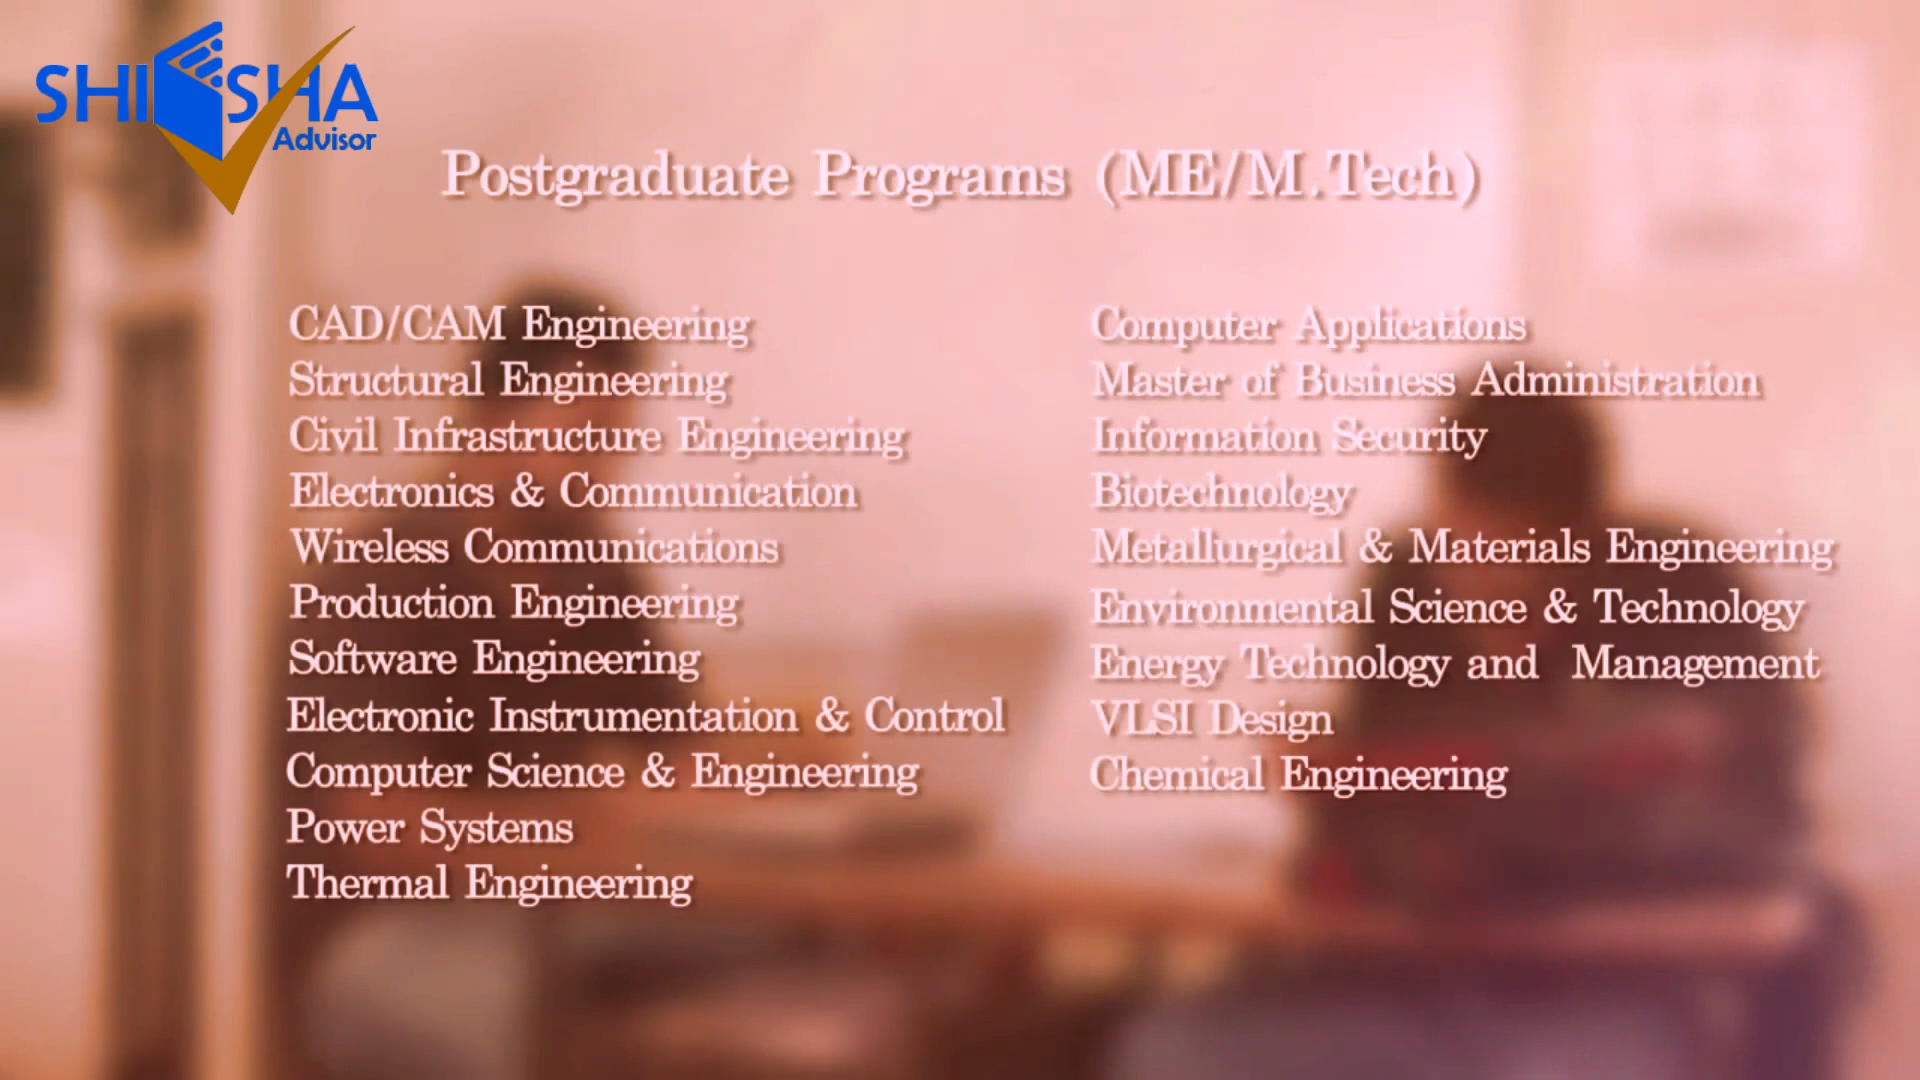 SHIKSHA
Advisor
Postgraduate Programs (ME/M.Tech)
CAD/CAM Engineering
Structural Engineering
Civil Infrastructure Engineering
Electronics & Communication
Wireless Communications
Production Engineering
Software Engineering
Electronic Instrumentation & Control
Computer Science & Engineering
Power Systems
Thermal Engineering
Computer Applications
Master of Business Administration
Information Security
Biotechnology
Metallurgical & Materials Engineering
Environmental Science & Technology
Energy Technology and Management
VLSI Design
Chemical Engineering